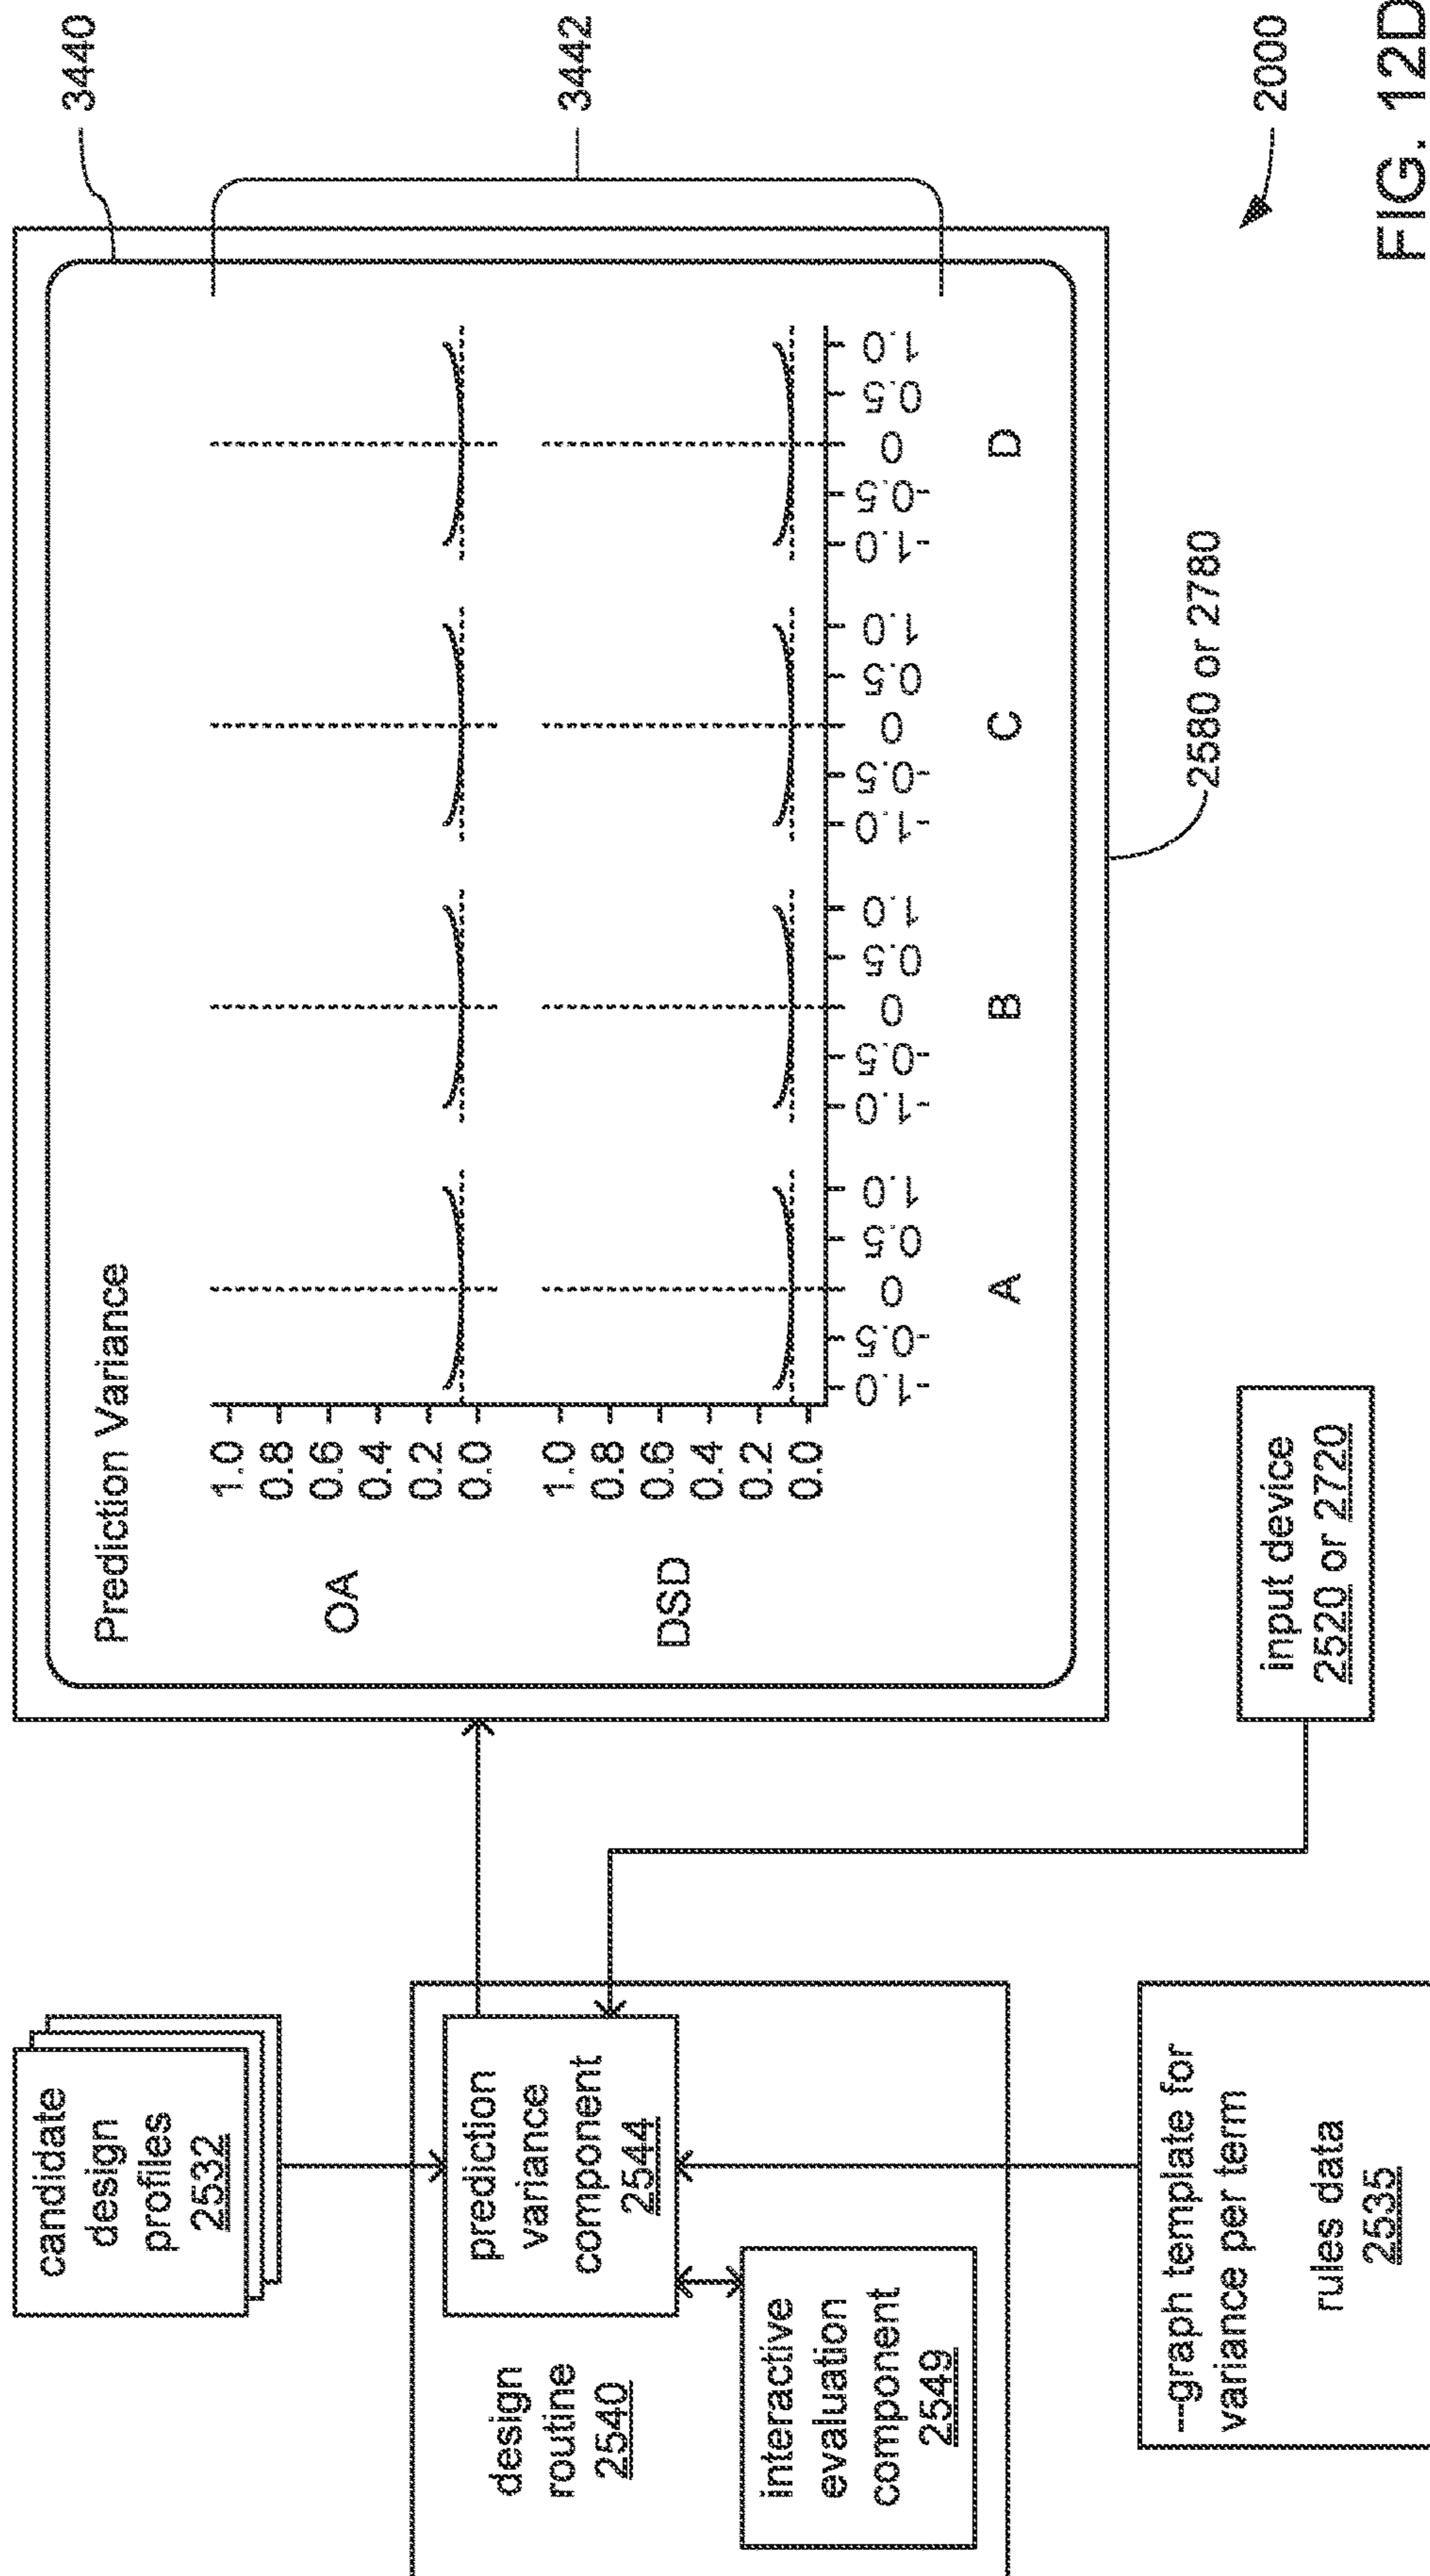 candidate
design
profiles
2532
design
routine
2540
prediction
variance
component
2544
interactive
evaluation
component
2549
--graph template for
variance per term
rules data
2535
input device
2520 or 2720
Prediction Variance
OA
1.0
0.8
0.6
0.4
0.2
0.0
DSD
1.0
0.8
0.6
0.4
0.2
0.0
-1.0 -0.5 0 0.5 1.0
-1.0 -0.5 0 0.5 1.0
-1.0 -0.5 0 0.5 1.0
-1.0 -0.5 0 0.5 1.0
A B C D
3440
3442
2580 or 2780
2000
FIG. 12D